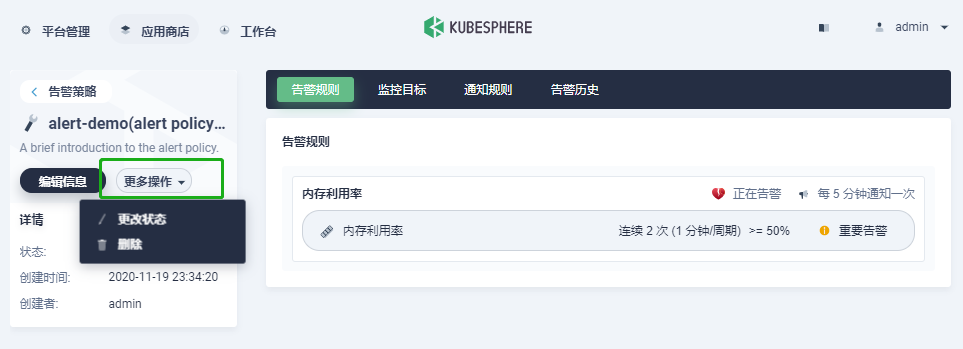 平台管理 应用商店 工作台 KUBESPHERE admin
告警策略
alert-demo(alert policy...
A brief introduction to the alert policy.
编辑信息 更多操作
更改状态
删除
详情
状态:
创建时间: 2020-11-19 23:34:20
创建者: admin
告警规则 监控目标 通知规则 告警历史
告警规则
内存利用率 正在告警 每 5 分钟通知一次
内存利用率 连续 2 次 (1 分钟/周期) >= 50% 重要告警